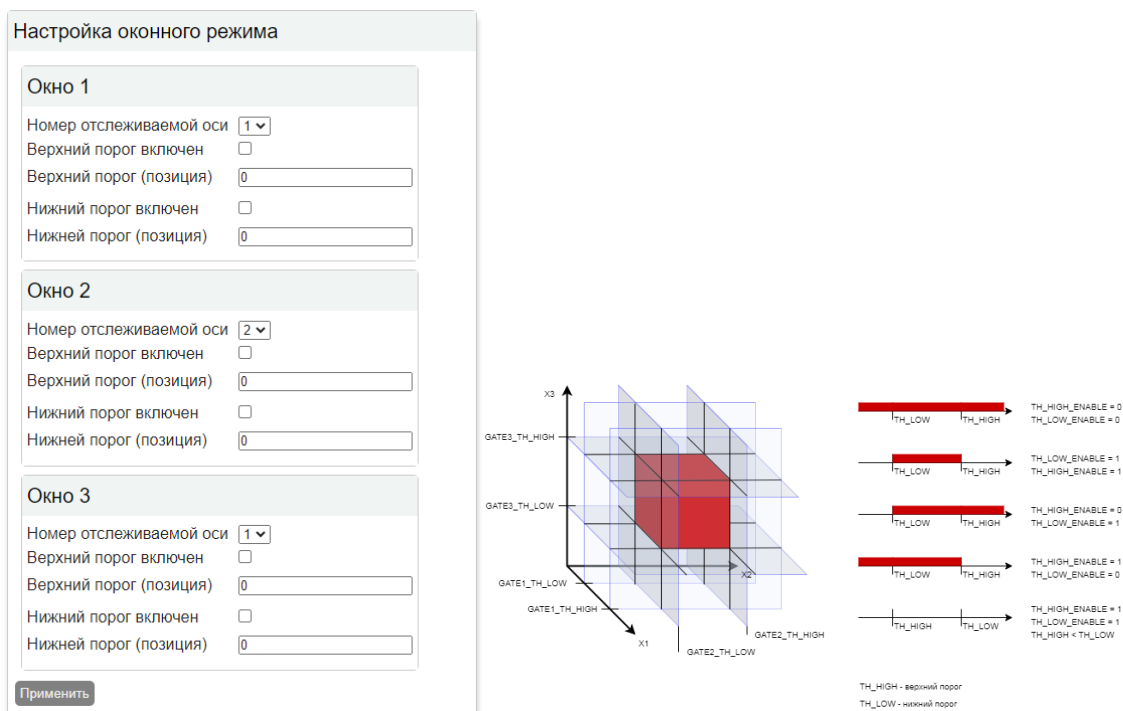 Настройка оконного режима
Окно 1
Номер отслеживаемой оси 1
Верхний порог включен
Верхний порог (позиция) 0
Нижний порог включен
Нижней порог (позиция) 0
Окно 2
Номер отслеживаемой оси 2
Верхний порог включен
Верхний порог (позиция) 0
Нижний порог включен
Нижней порог (позиция) 0
Окно 3
Номер отслеживаемой оси 1
Верхний порог включен
Верхний порог (позиция) 0
Нижний порог включен
Нижней порог (позиция) 0
Применить
X3
GATE3_TH_HIGH
GATE3_TH_LOW
GATE1_TH_LOW
GATE1_TH_HIGH
X2
X1
GATE2_TH_HIGH
GATE2_TH_LOW
TH_LOW TH_HIGH
TH_HIGH_ENABLE = 0
TH_LOW_ENABLE = 0
TH_LOW TH_HIGH
TH_LOW_ENABLE = 1
TH_HIGH_ENABLE = 1
TH_LOW TH_HIGH
TH_HIGH_ENABLE = 0
TH_LOW_ENABLE = 1
TH_LOW TH_HIGH
TH_HIGH_ENABLE = 1
TH_LOW_ENABLE = 0
TH_HIGH TH_LOW
TH_HIGH_ENABLE = 1
TH_LOW_ENABLE = 1
TH_HIGH < TH_LOW
TH_HIGH - верхний порог
TH_LOW - нижний порог